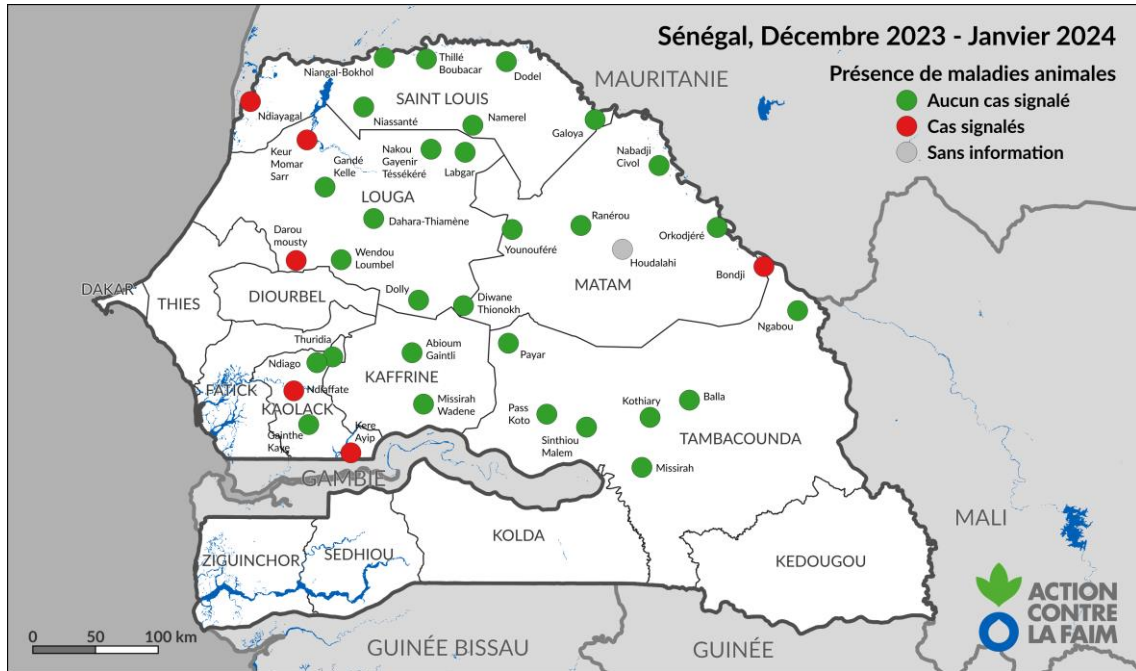 Sénégal, Décembre 2023 - Janvier 2024
Présence de maladies animales
Aucun cas signalé
Cas signalés
Sans information
MAURITANIE
Niangal-Bokhol
Thillé
Boubacar
Dodel
SAINT LOUIS
Ndiayagal
Niassanté
Namerel
Galoya
Keur
Momar
Sarr
Gandé
Kelle
Nakou
Gayenir
Téssékéré
Labgar
Nabadji
Civol
LOUGA
Dahara-Thiamène
Ranérou
Younouféré
Orkodjéré
Houdalahi
Darou
mousty
Wendou
Loumbel
Bondji
MATAM
DAKAR
THIES
DIOURBEL
Dolly
Diwane
Thionokh
Ngabou
Thuridia
Ndiago
Abioum
Gaintli
Payar
KAFFRINE
FATICK
Ndiaffate
KAOLACK
Missirah
Wadene
Gainthe
Kaye
Kere
Ayip
Pass
Koto
Sinthiou
Malem
Kothiary
Balla
TAMBACOUNDA
Missirah
GAMBIE
MALI
ZIGUINCHOR
SEDHIOU
KOLDA
KEDOUGOU
GUINÉE BISSAU
GUINÉE
0 50 100 km
ACTION
CONTRE
LA FAIM